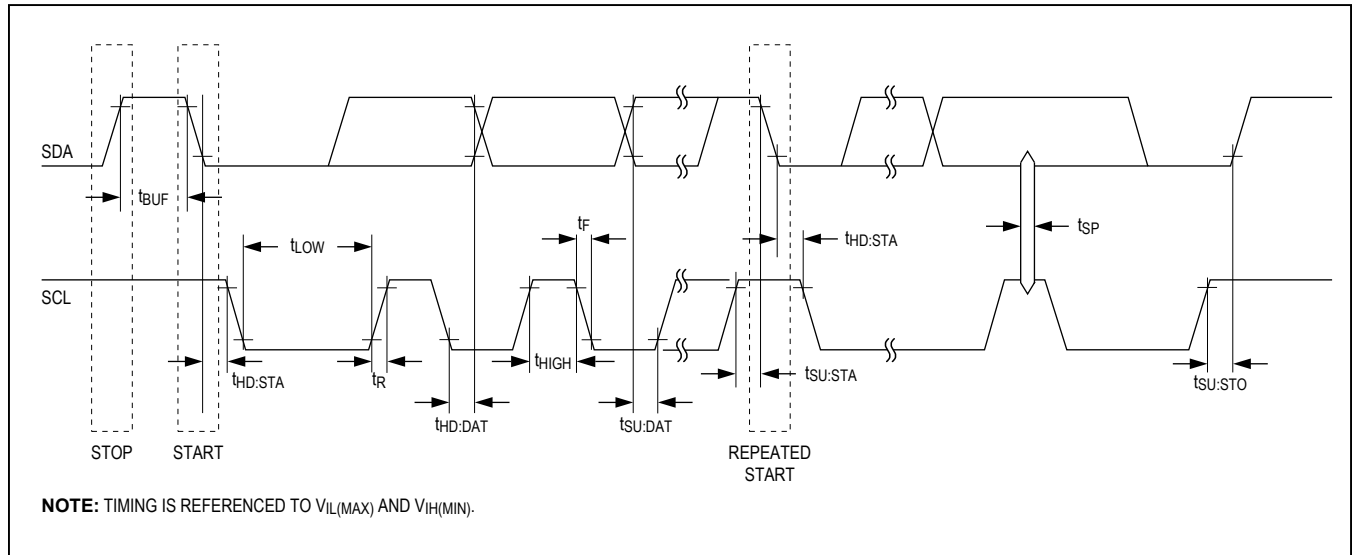 SDA
tBUF
tF
tSP
tLOW
tHD:STA
SCL
tHD:STA
tR
tHIGH
tSU:STA
tSU:STO
tHD:DAT
tSU:DAT
STOP
START
REPEATED
START
NOTE: TIMING IS REFERENCED TO VIL(MAX) AND VIH(MIN).